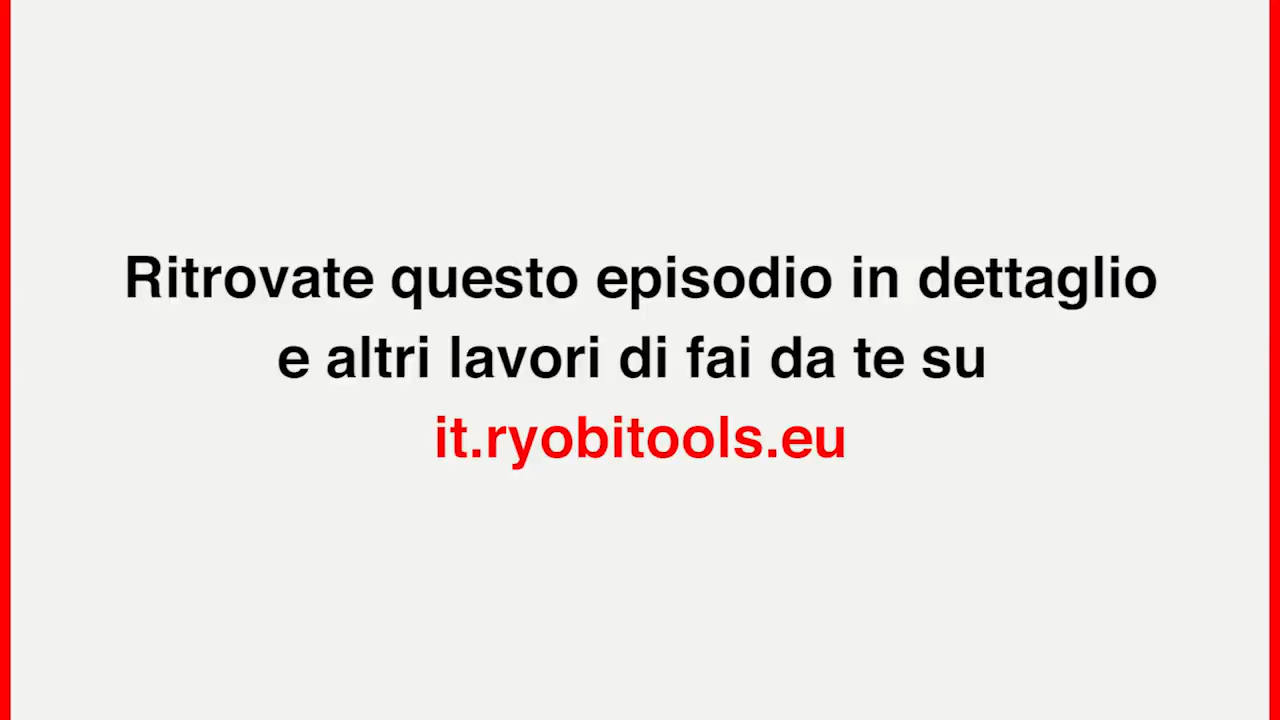 Ritrovate questo episodio in dettaglio
e altri lavori di fai da te su
it.ryobitools.eu